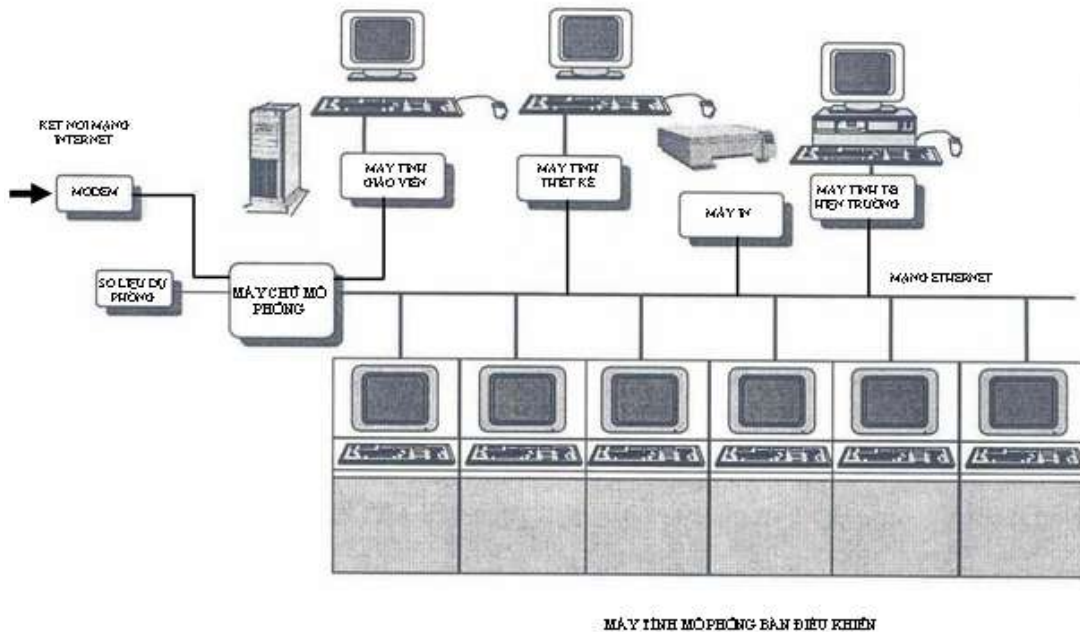 KẾT NỐI MẠNG
INTERNET
MODEM
MÁY TÍNH
GIÁO VIÊN
MÁY TÍNH
THIẾT KẾ
MÁY IN
MÁY TÍNH TB
HIỆN TRƯỜNG
SỐ LIỆU DỰ
PHÒNG
MÁY CHỦ MÔ
PHỎNG
MẠNG ETHERNET
MÁY TÍNH MÔ PHỎNG BÀN ĐIỀU KHIỂN